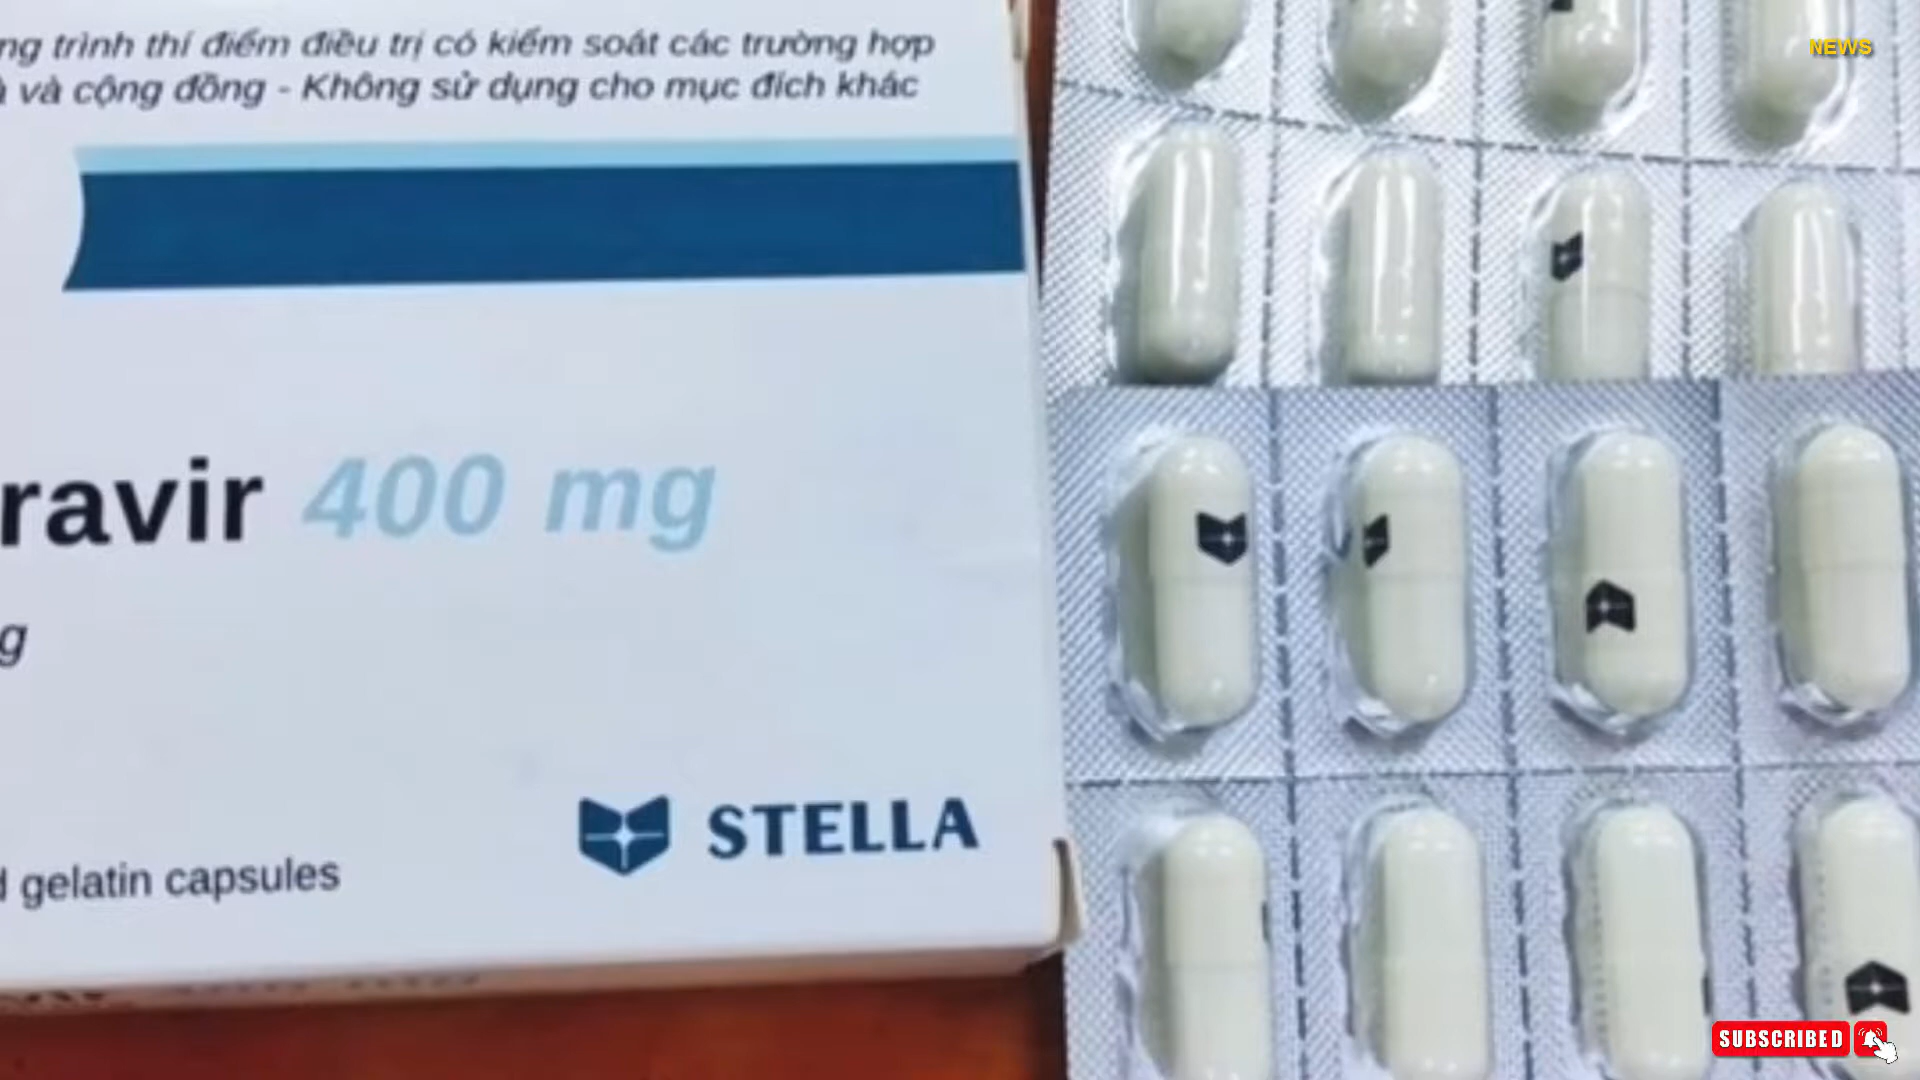 ng trình thí điểm điều trị có kiểm soát các trường hợp
và cộng đồng - Không sử dụng cho mục đích khác
NEWS
ravir 400 mg
g
STELLA
gelatin capsules
SUBSCRIBED